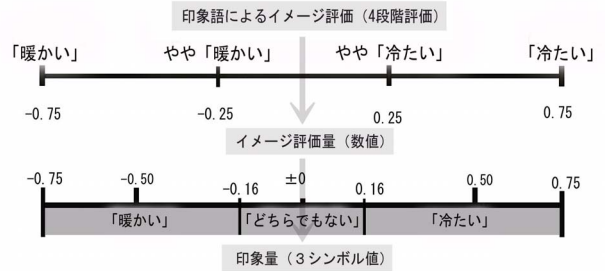 印象語によるイメージ評価（4段階評価）
「暖かい」 やや「暖かい」 やや「冷たい」 「冷たい」
-0.75 -0.25 0.25 0.75
イメージ評価量（数値）
-0.75 -0.50 -0.16 ±0 0.16 0.50 0.75
「暖かい」 「どちらでもない」 「冷たい」
印象量（３シンボル値）